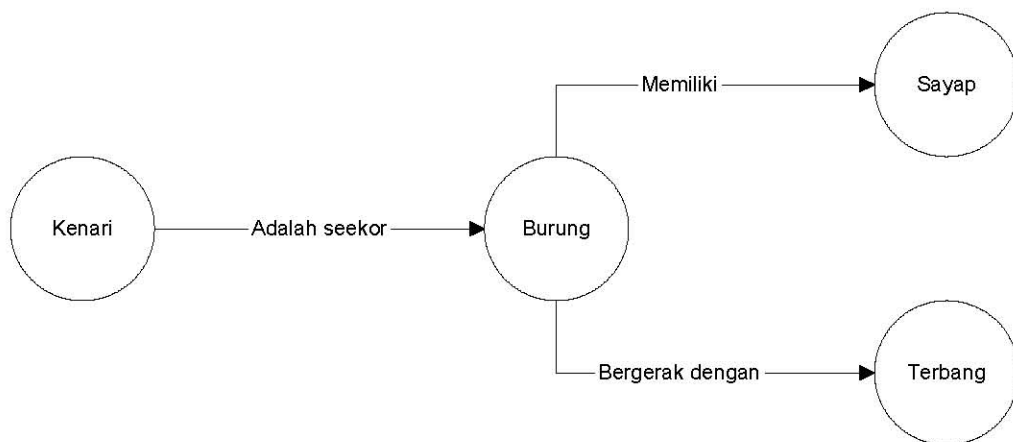 Memiliki
Sayap
Kenari
Adalah seekor
Burung
Bergerak dengan
Terbang